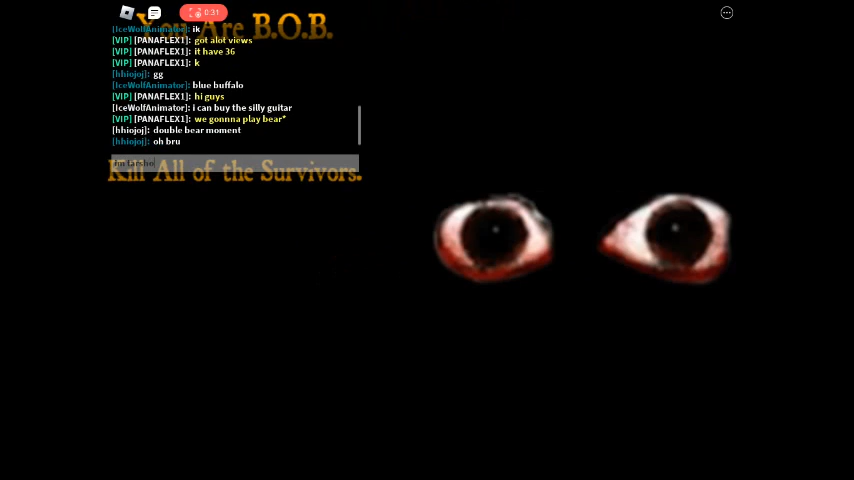 0:31
You Are B.O.B.
[IceWolfAnimator]: ik
[VIP] [PANAFLEX1]: got alot views
[VIP] [PANAFLEX1]: it have 36
[VIP] [PANAFLEX1]: k
[hhiojoj]: gg
[IceWolfAnimator]: blue buffalo
[VIP] [PANAFLEX1]: hi guys
[IceWolfAnimator]: i can buy the silly guitar
[VIP] [PANAFLEX1]: we gonnna play bear*
[hhiojoj]: double bear moment
[hhiojoj]: oh bru
Kill All of the Survivors.